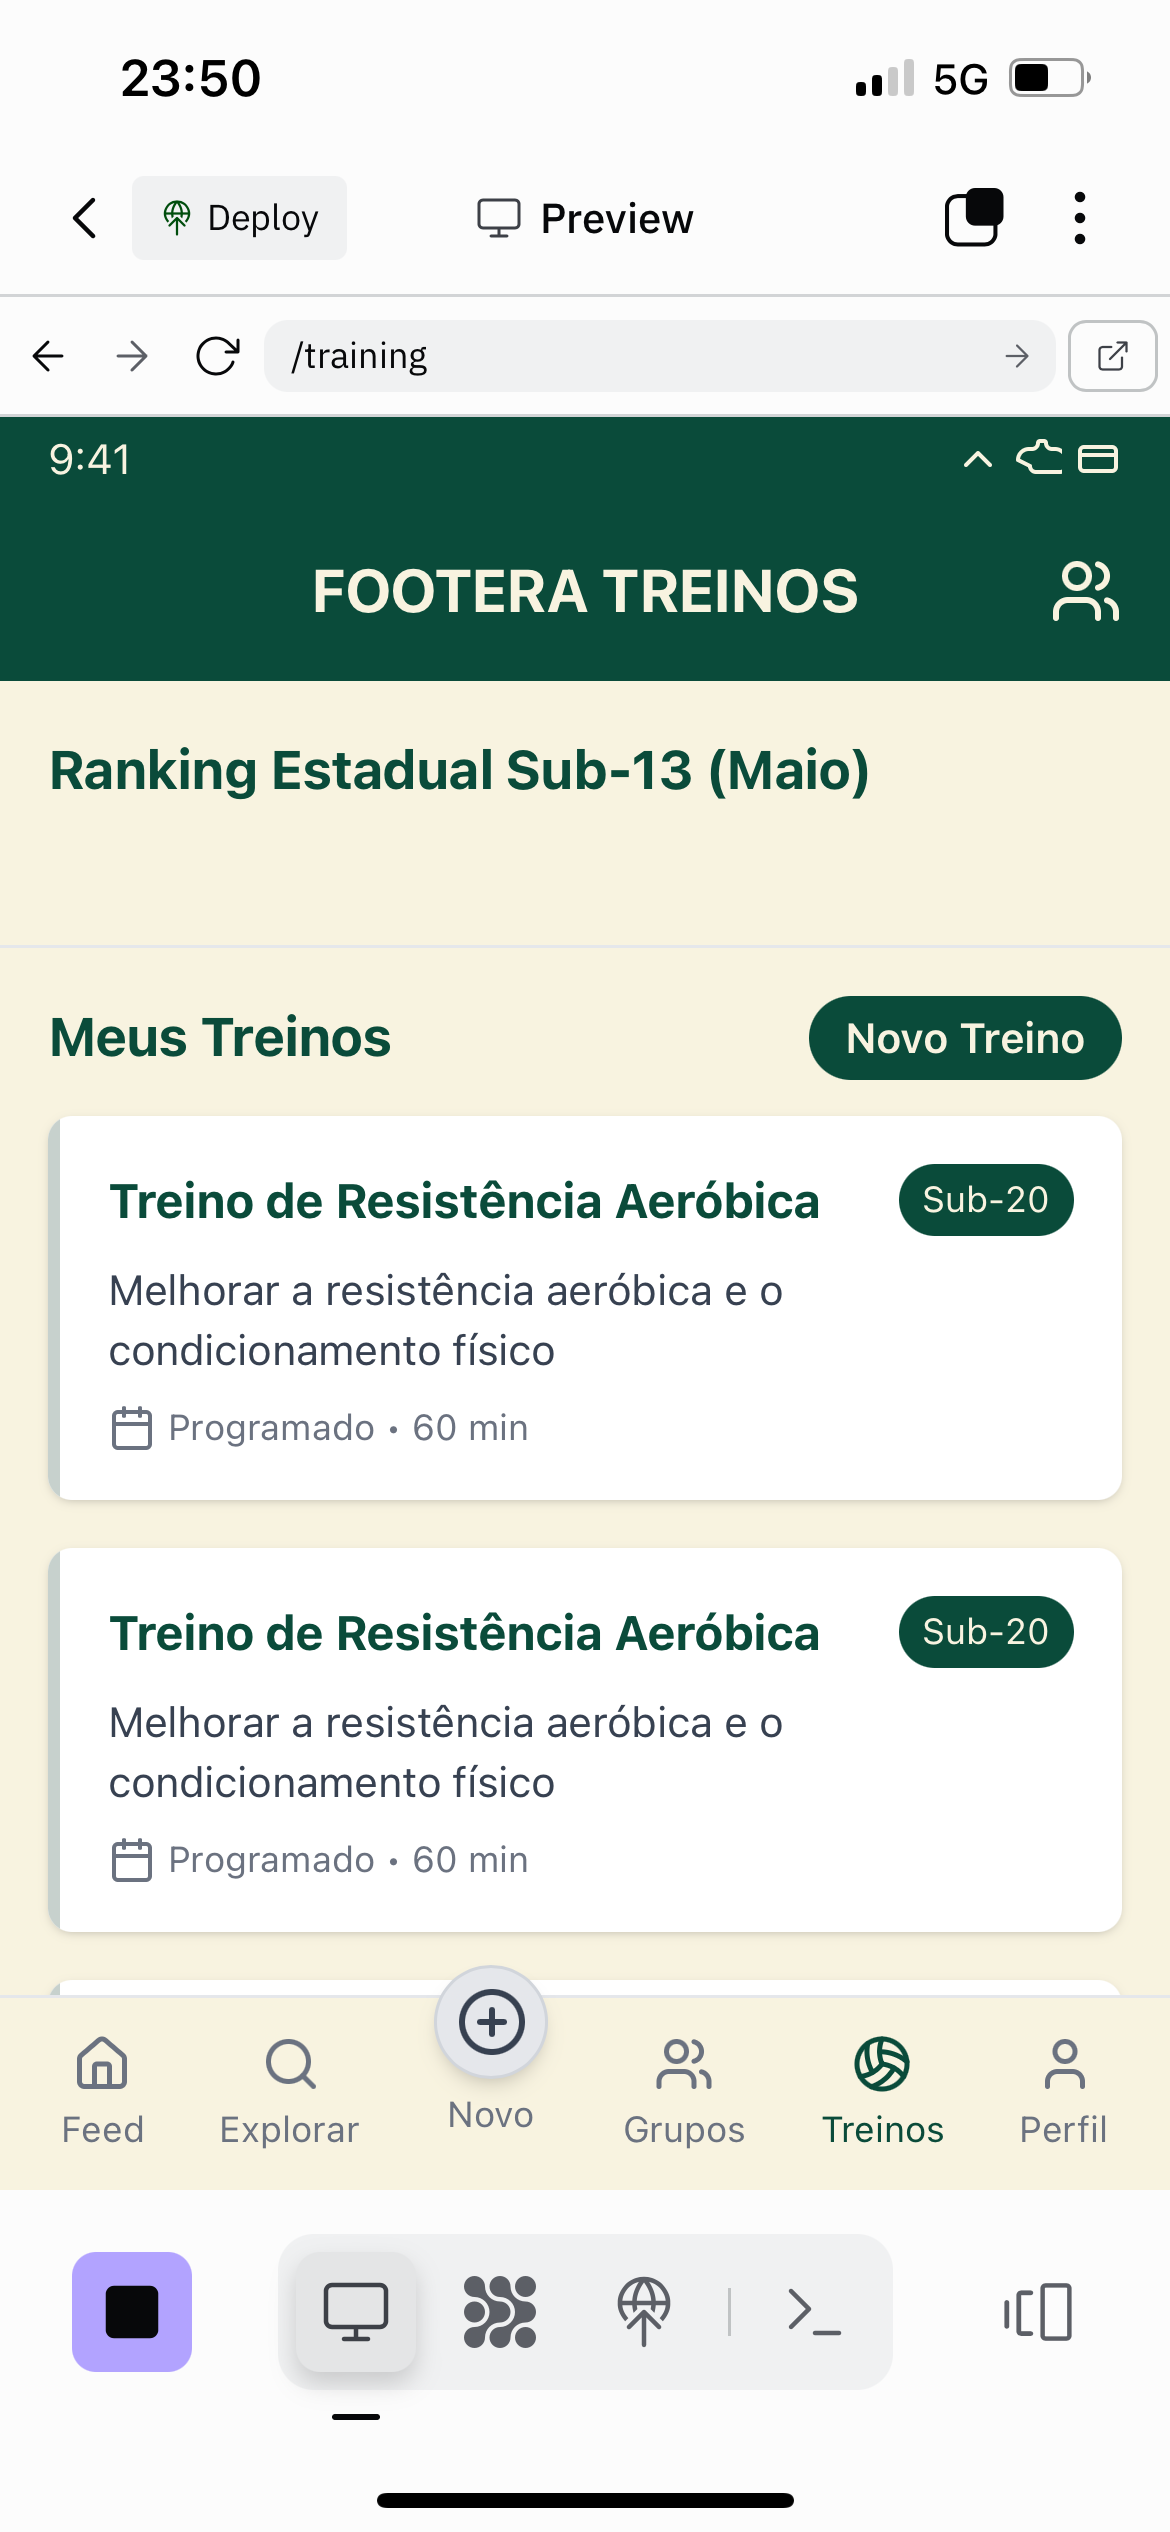 23:50
5G
Deploy
Preview
/training
9:41
FOOTERA TREINOS
Ranking Estadual Sub-13 (Maio)
Meus Treinos
Novo Treino
Treino de Resistência Aeróbica
Sub-20
Melhorar a resistência aeróbica e o
condicionamento físico
Programado • 60 min
Treino de Resistência Aeróbica
Sub-20
Melhorar a resistência aeróbica e o
condicionamento físico
Programado • 60 min
Feed
Explorar
Novo
Grupos
Treinos
Perfil